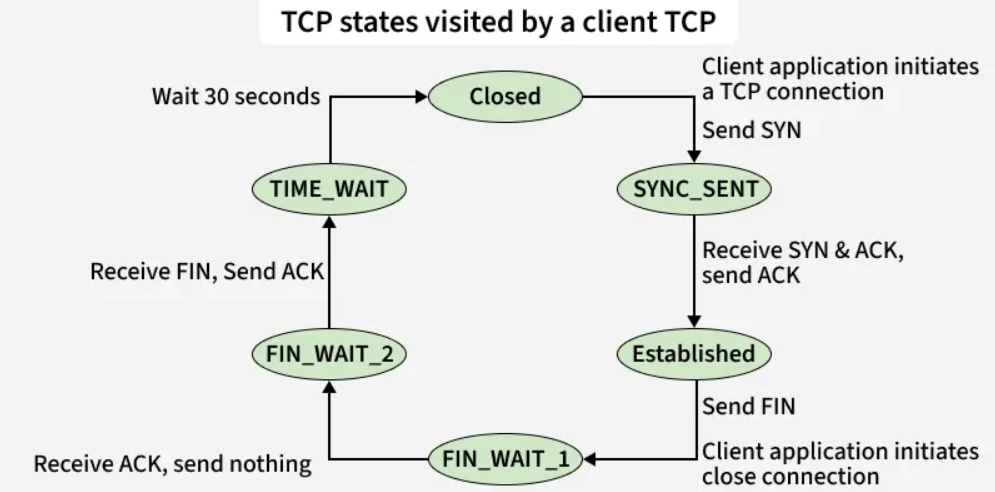 TCP states visited by a client TCP
Client application initiates
a TCP connection
Wait 30 seconds
Closed
Send SYN
TIME_WAIT
SYNC_SENT
Receive SYN & ACK,
send ACK
Receive FIN, Send ACK
FIN_WAIT_2
Established
Send FIN
Client application initiates
close connection
FIN_WAIT_1
Receive ACK, send nothing